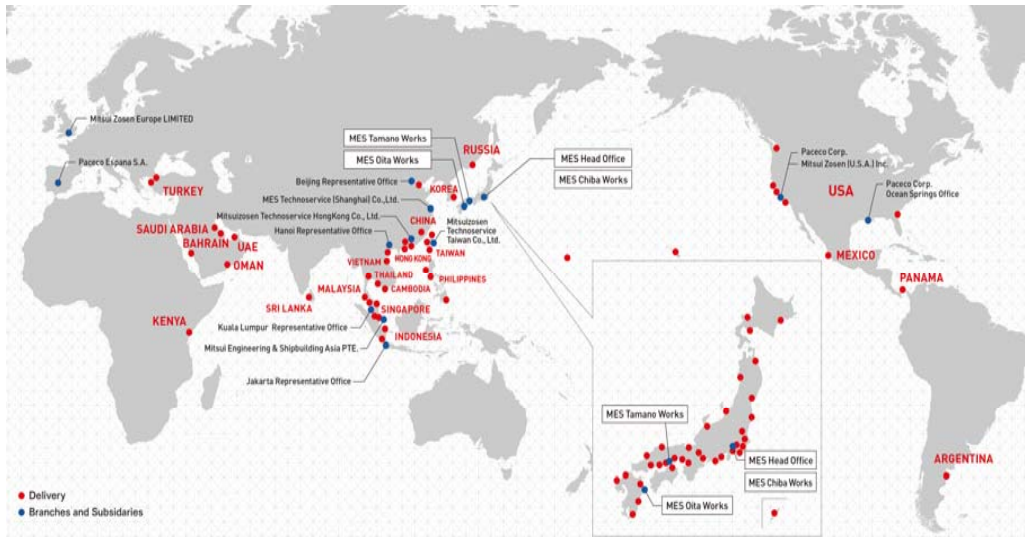 Mitsui Zosen Europe LIMITED
Paceco Espana S.A.
TURKEY
SAUDI ARABIA
BAHRAIN
UAE
OMAN
KENYA
SRI LANKA
MES Tamano Works
MES Oita Works
RUSSIA
MES Head Office
MES Chiba Works
Beijing Representative Office
KOREA
MES Technoservice (Shanghai) Co.,Ltd.
CHINA
Mitsuizosen Technoservice HongKong Co., Ltd.
Hanoi Representative Office
Mitsuizosen
Technoservice
Taiwan Co., Ltd.
HONG KONG
TAIWAN
VIETNAM
THAILAND
PHILIPPINES
MALAYSIA
CAMBODIA
SINGAPORE
Kuala Lumpur Representative Office
INDONESIA
Mitsui Engineering & Shipbuilding Asia PTE.
Jakarta Representative Office
Paceco Corp.
Mitsui Zosen (U.S.A.) Inc.
USA
Paceco Corp.
Ocean Springs Office
MEXICO
PANAMA
ARGENTINA
MES Tamano Works
MES Head Office
MES Chiba Works
MES Oita Works
Delivery
Branches and Subsidaries